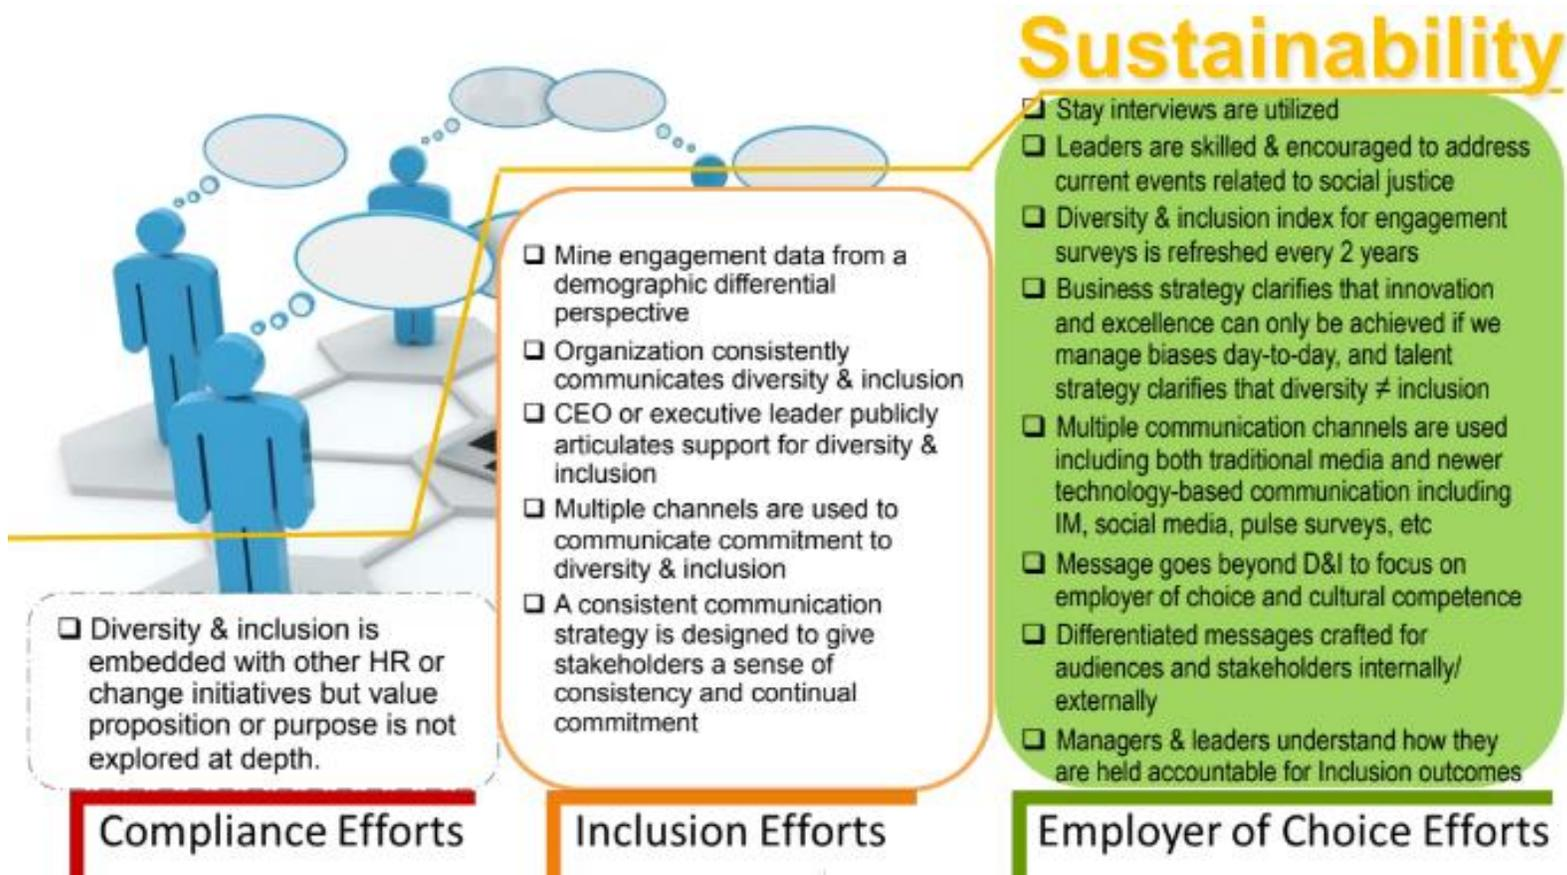 Sustainability
❑ Stay interviews are utilized
❑ Leaders are skilled & encouraged to address
current events related to social justice
❑ Diversity & inclusion index for engagement
surveys is refreshed every 2 years
❑ Business strategy clarifies that innovation
and excellence can only be achieved if we
manage biases day-to-day, and talent
strategy clarifies that diversity ≠ inclusion
❑ Multiple communication channels are used
including both traditional media and newer
technology-based communication including
IM, social media, pulse surveys, etc
❑ Message goes beyond D&I to focus on
employer of choice and cultural competence
❑ Differentiated messages crafted for
audiences and stakeholders internally/
externally
❑ Managers & leaders understand how they
are held accountable for Inclusion outcomes
❑ Mine engagement data from a
demographic differential
perspective
❑ Organization consistently
communicates diversity & inclusion
❑ CEO or executive leader publicly
articulates support for diversity &
inclusion
❑ Multiple channels are used to
communicate commitment to
diversity & inclusion
❑ A consistent communication
strategy is designed to give
stakeholders a sense of
consistency and continual
commitment
❑ Diversity & inclusion is
embedded with other HR or
change initiatives but value
proposition or purpose is not
explored at depth.
Compliance Efforts
Inclusion Efforts
Employer of Choice Efforts